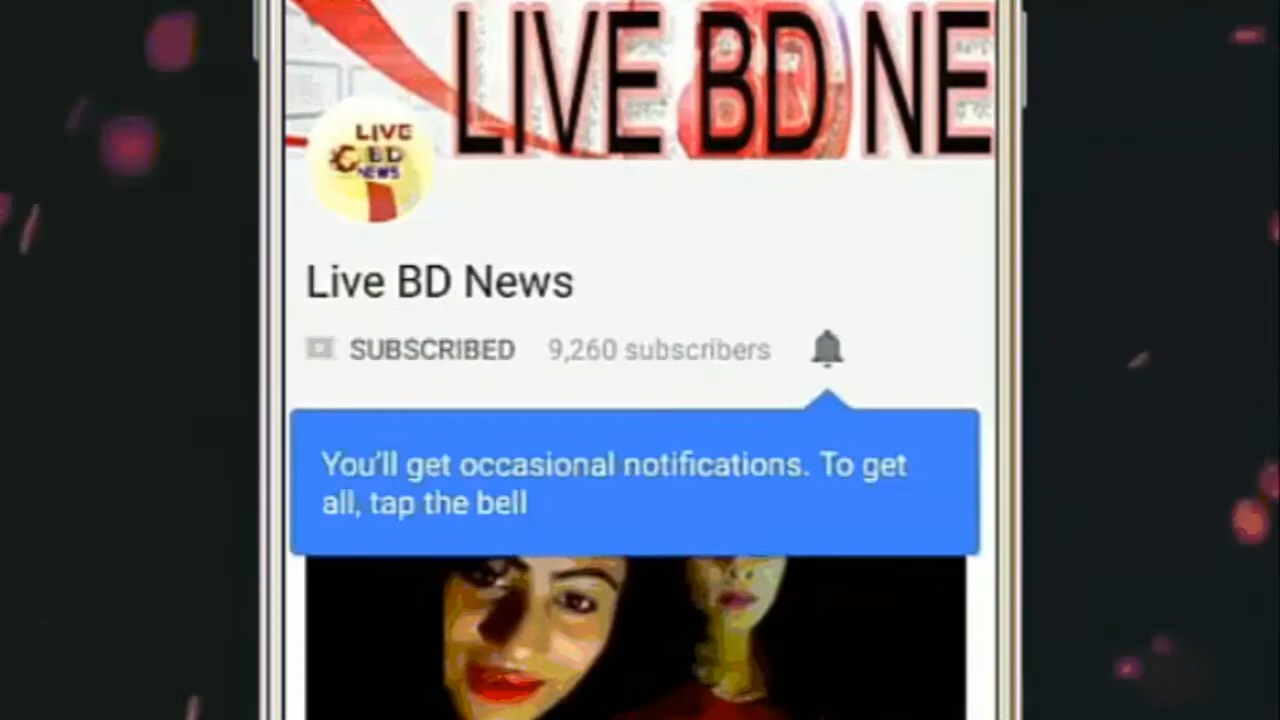 LIVE BD NE
LIVE
BD
NEWS
Live BD News
SUBSCRIBED 9,260 subscribers
You'll get occasional notifications. To get
all, tap the bell